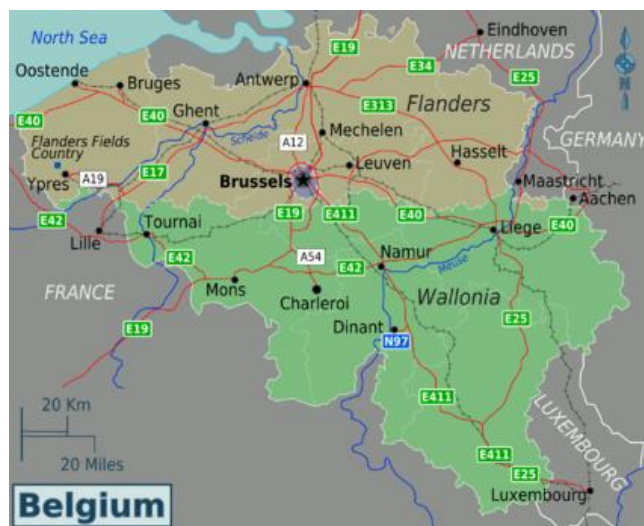 North Sea
Eindhoven
NETHERLANDS
E19
E34
E25
Oostende
Bruges
Antwerp
E313
Flanders
Ghent
E40
E40
Schelde
A12
Mechelen
GERMANY
Flanders Fields
Country
Leuven
Hasselt
E17
Ypres
A19
Brussels
Maastricht
Aachen
E42
E19
E411
E40
Lille
Tournai
Liege
E40
A54
E42
E42
Namur
Meuse
Mons
Charleroi
Wallonia
FRANCE
E19
Dinant
N97
E25
E411
20 Km
20 Miles
LUXEMBOURG
E411
E25
Luxembourg
Belgium